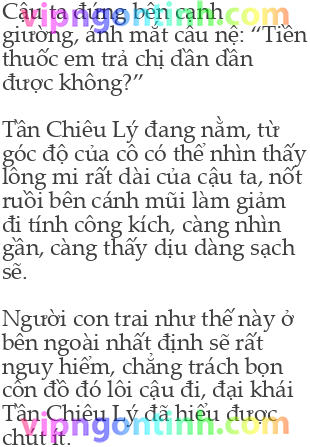 Cậu ta đứng bên cạnh
vipngontinh.com
giường, ánh mắt câu nệ: “Tiền
thuốc em trả chị dần dần
được không?”
Tần Chiêu Lý đang nằm, từ
góc độ của cô có thể nhìn thấy
lông mi rất dài của cậu ta, nốt
ruồi bên cánh mũi làm giảm
đi tính công kích, càng nhìn
gần, càng thấy dịu dàng sạch
sẽ.
Người con trai như thế này ở
bên ngoài nhất định sẽ rất
nguy hiểm, chẳng trách bọn
côn đồ đó lôi cậu đi, đại khái
Tần Chiêu Lý đã hiểu được
vipngontinh.com
chút ít.